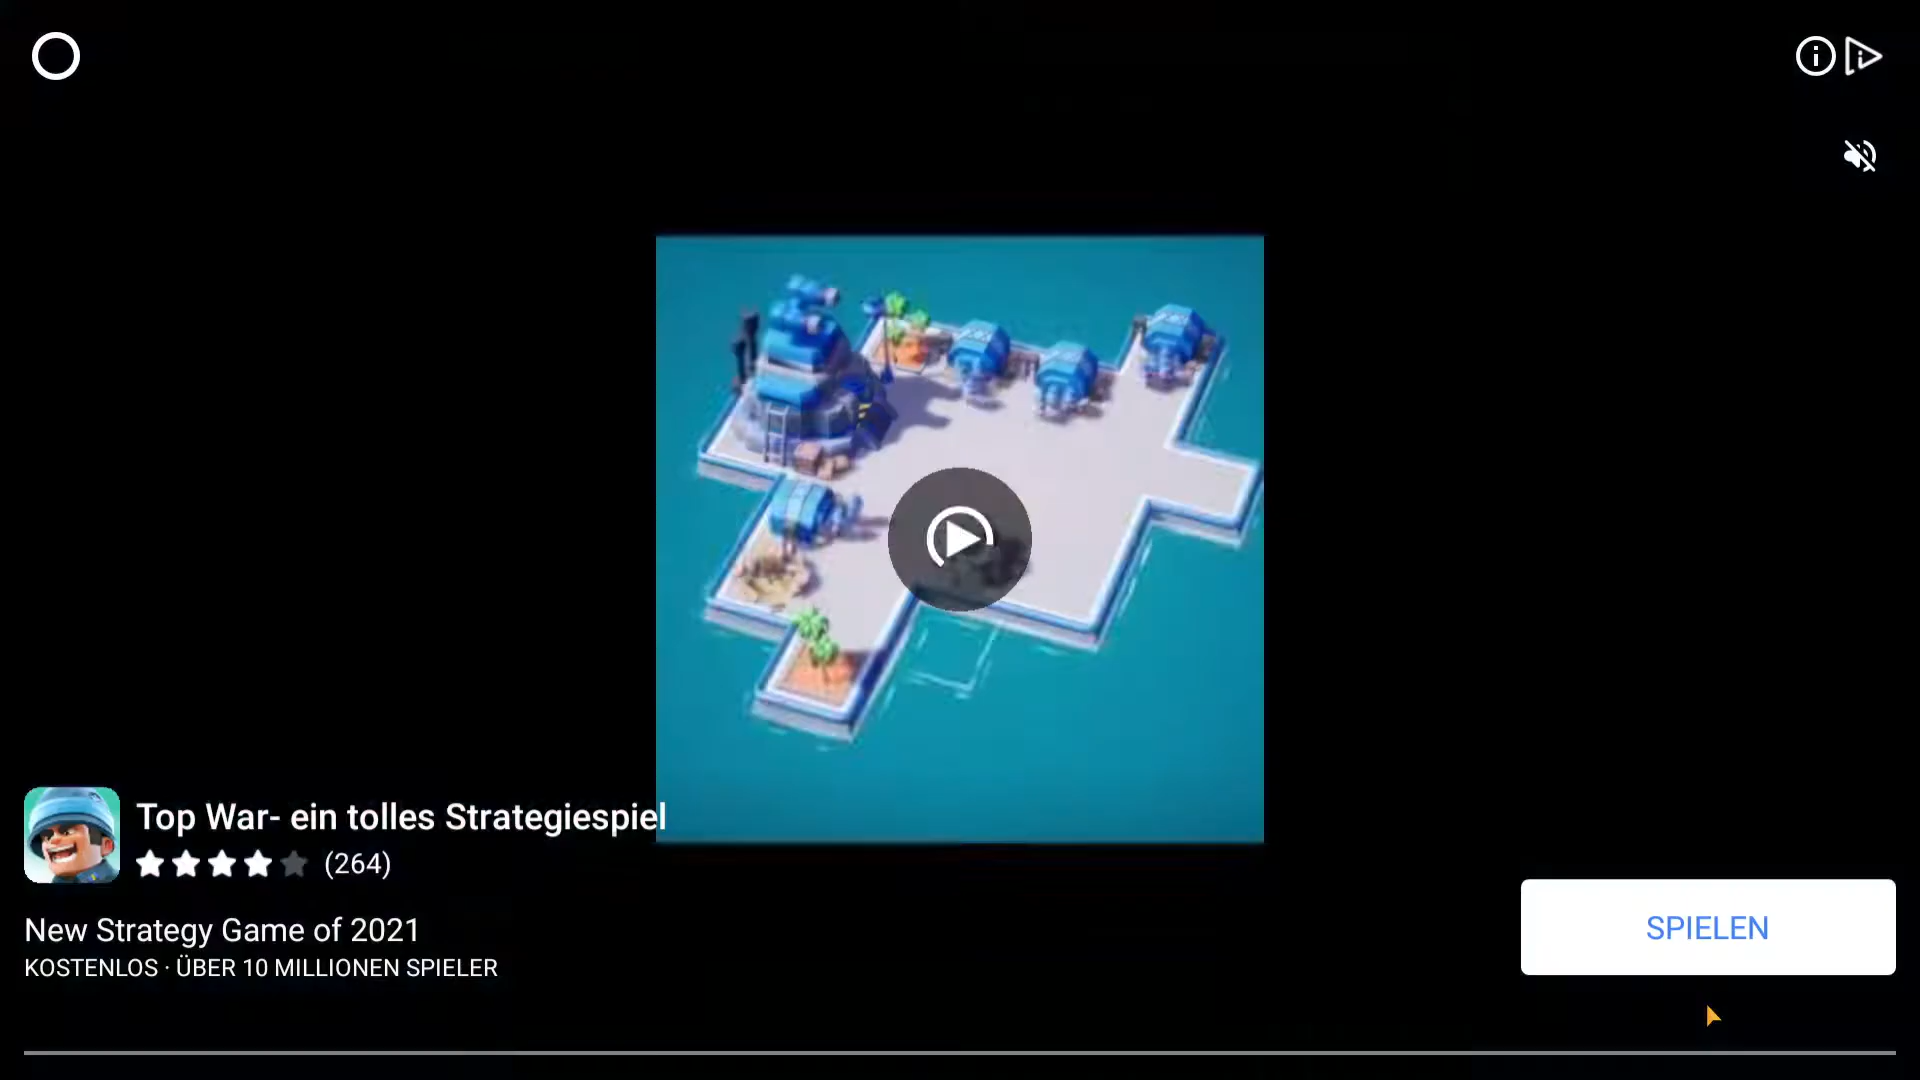 Top War- ein tolles Strategiespiel
(264)
New Strategy Game of 2021
KOSTENLOS · ÜBER 10 MILLIONEN SPIELER
SPIELEN